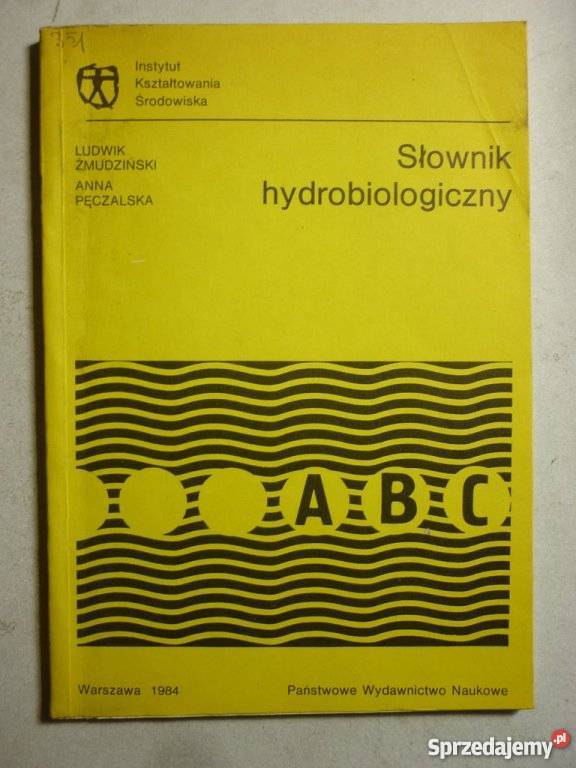 351
Instytut
Kształtowania
Środowiska
LUDWIK
ŻMUDZIŃSKI
ANNA
PĘCZALSKA
Słownik
hydrobiologiczny
A B C
Warszawa 1984
Państwowe Wydawnictwo Naukowe
Sprzedajemy.pl